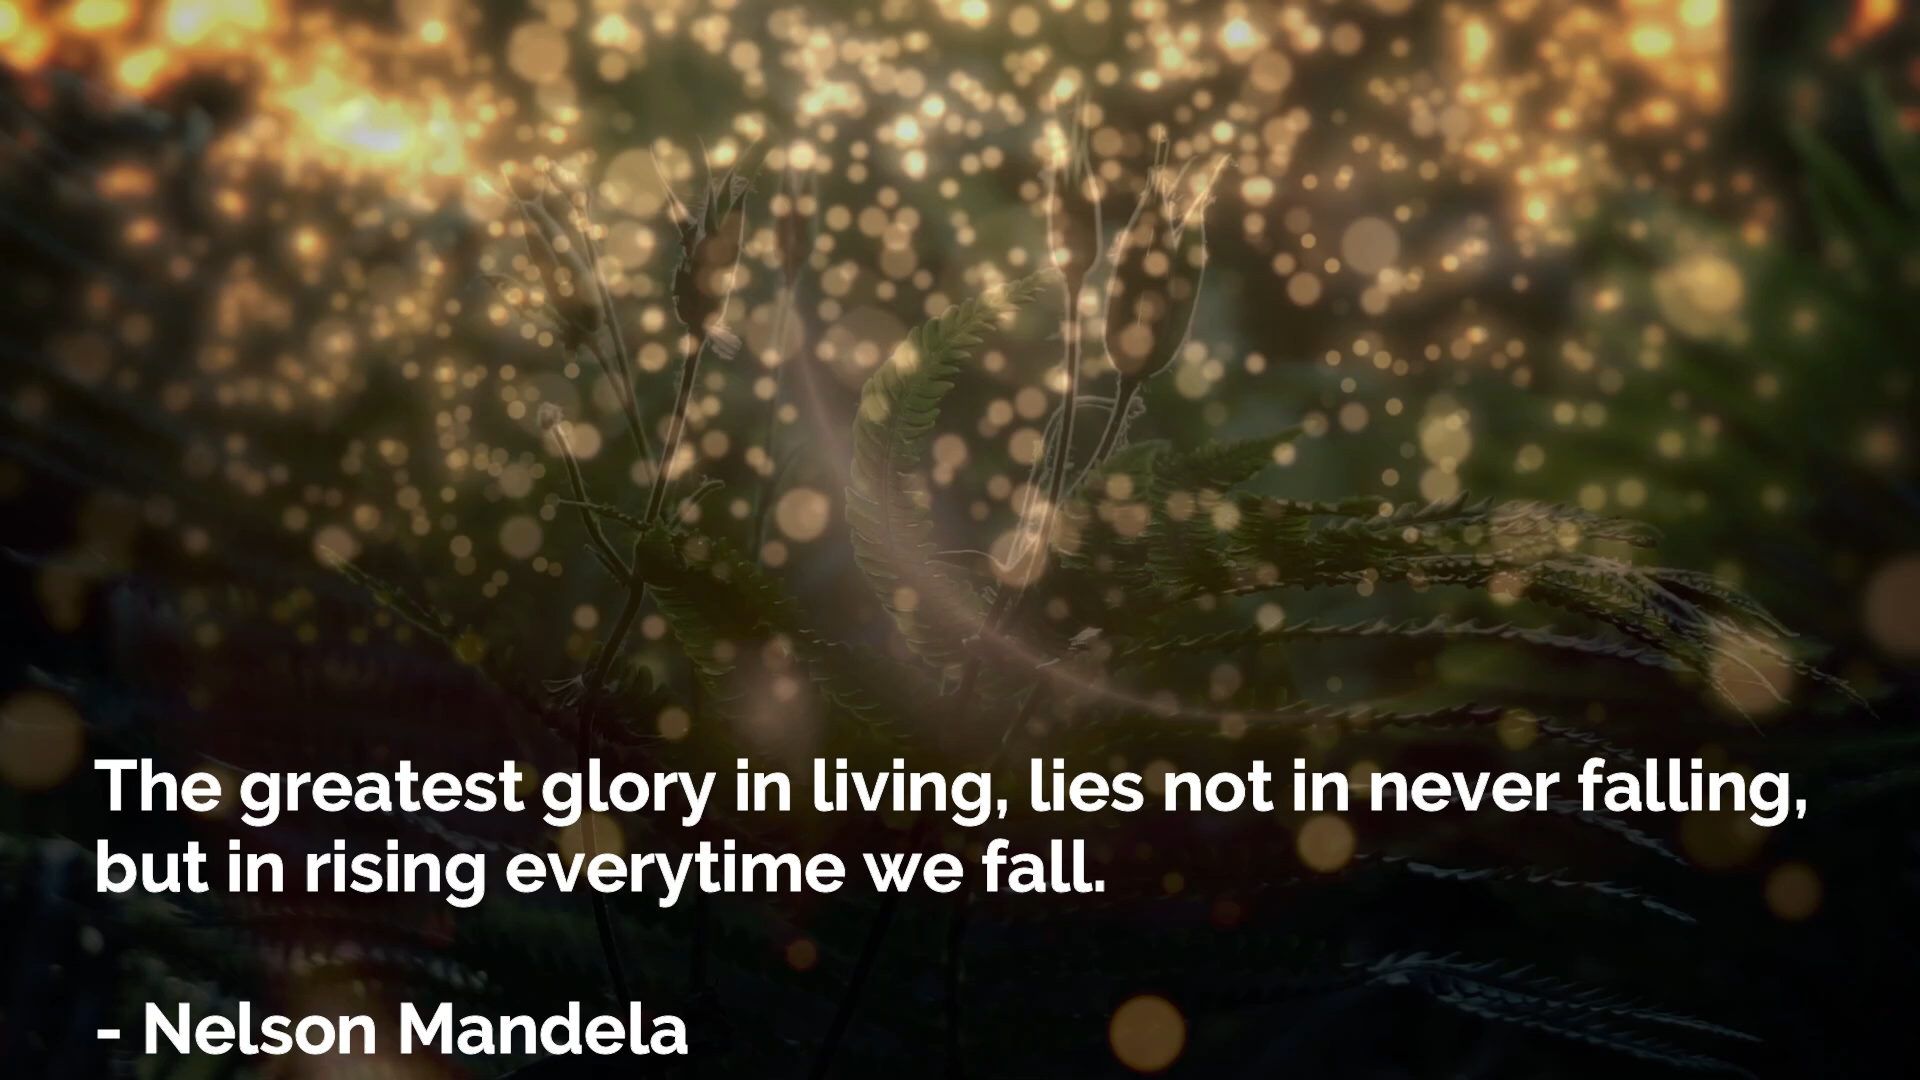 The greatest glory in living, lies not in never falling,
but in rising everytime we fall.
- Nelson Mandela